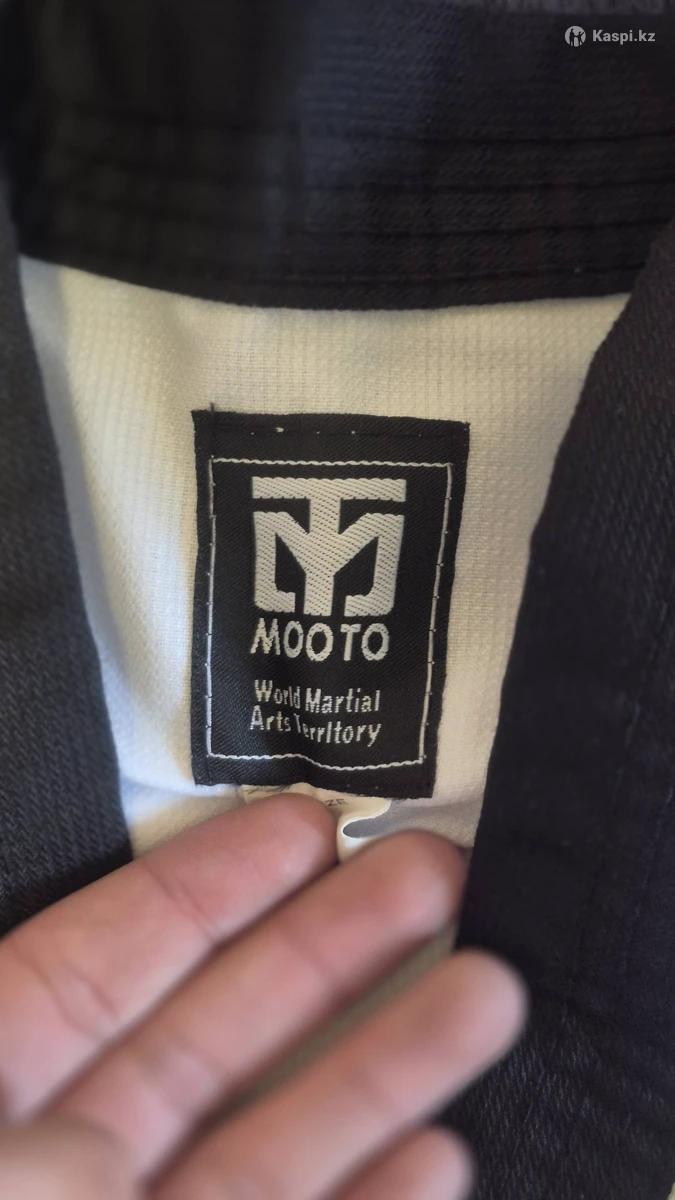 Kaspi.kz
MOOTO
World Martial
Arts TerrItory